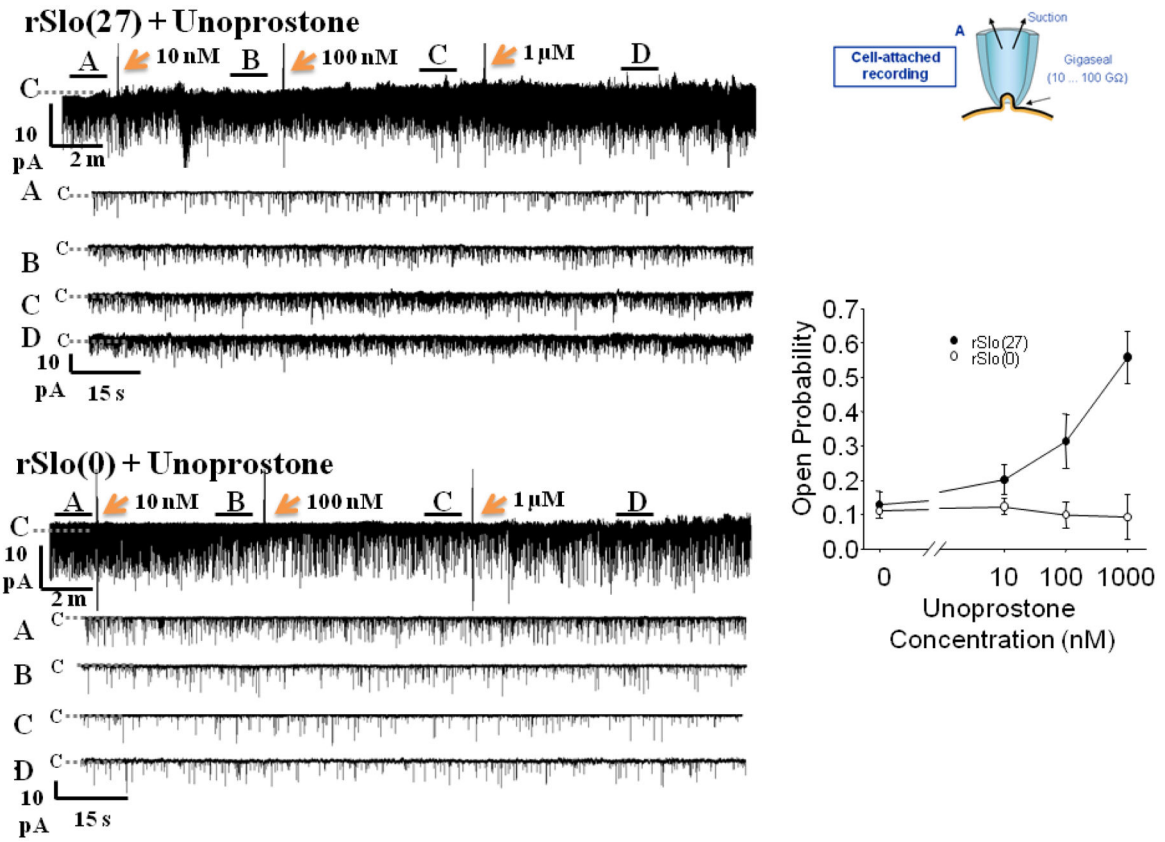 rSlo(27) + Unoprostone
A 10 nM B 100 nM C 1 µM D
C
10
pA
2 m
A C
B C
C C
D C
10
pA
15 s
rSlo(0) + Unoprostone
A 10 nM B 100 nM C 1 µM D
C
10
pA
2 m
A C
B C
C C
D C
10
pA
15 s
Cell-attached
recording
A
Suction
Gigaseal
(10 ... 100 GΩ)
0.7
0.6
0.5
0.4
0.3
0.2
0.1
0.0
Open Probability
rSlo(27)
rSlo(0)
0 10 100 1000
Unoprostone
Concentration (nM)